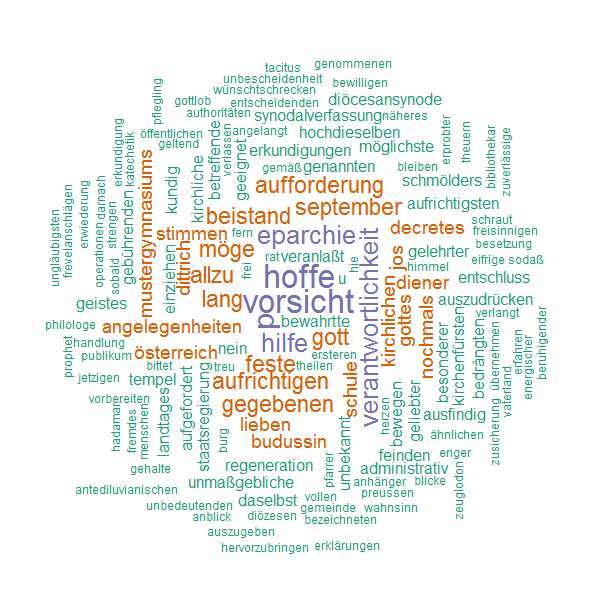 tacitus
genommenen
unbescheidenheit
bewilligen
pflegling
wünschtschrecken
gottlob
entscheidenden
diöcesansynode
authoritäten
synodalverfassung
näheres
öffentlichen
angelangt
hochdieselben
geltend
verlassen
betreffende
erkundigungen
möglichste
erprobter
theuern
bibliothekar
zuverlässige
erkundigung
katechetik
mustergymnasiums
kundig
kirchliche
geeignet
gemäß
genannten
bleiben
schmölders
aufforderung
aufrichtigsten
ungläubigsten
frevelanschlägen
erwiederung
operationen
darnach
sobald
strengen
gebührenden
einziehen
dittrich
stimmen
beistand
september
decretes
schraut
freisinnigen
besetzung
fern
eparchie
möge
rat
veranlaßt
hie
verantwortlichkeit
jos
gelehrter
himmel
eifrige
sodaß
allzu
frei
hoffe
u
kirchlichen
diener
entschluss
geistes
lang
vorsicht
gottes
auszudrücken
p
bewahrte
nochmals
besonderer
kirchenfürsten
verlangt
philologe
handlung
angelegenheiten
hilfe
gott
bedrängten
zusicherung
übernehmen
vaterland
erfahren
energischer
beruhigender
prophet
publikum
österreich
nein
ersteren
jetzigen
bittet
treu
feste
theilen
schule
tempel
aufrichtigen
herzen
bewegen
geliebter
vorbereiten
hadamar
fremdes
menschen
landtages
aufgefordert
staatsregierung
gegebenen
ausfindig
burg
lieben
unbekannt
ähnlichen
budussin
feinden
enger
gehalte
regeneration
pfarrer
administrativ
zeuglodon
antediluvianischen
unmaßgebliche
anhänger
blicke
vollen
preussen
wahnsinn
unbedeutenden
daselbst
gemeinde
anblick
diözesen
bezeichneten
auszugeben
hervorzubringen
erklärungen